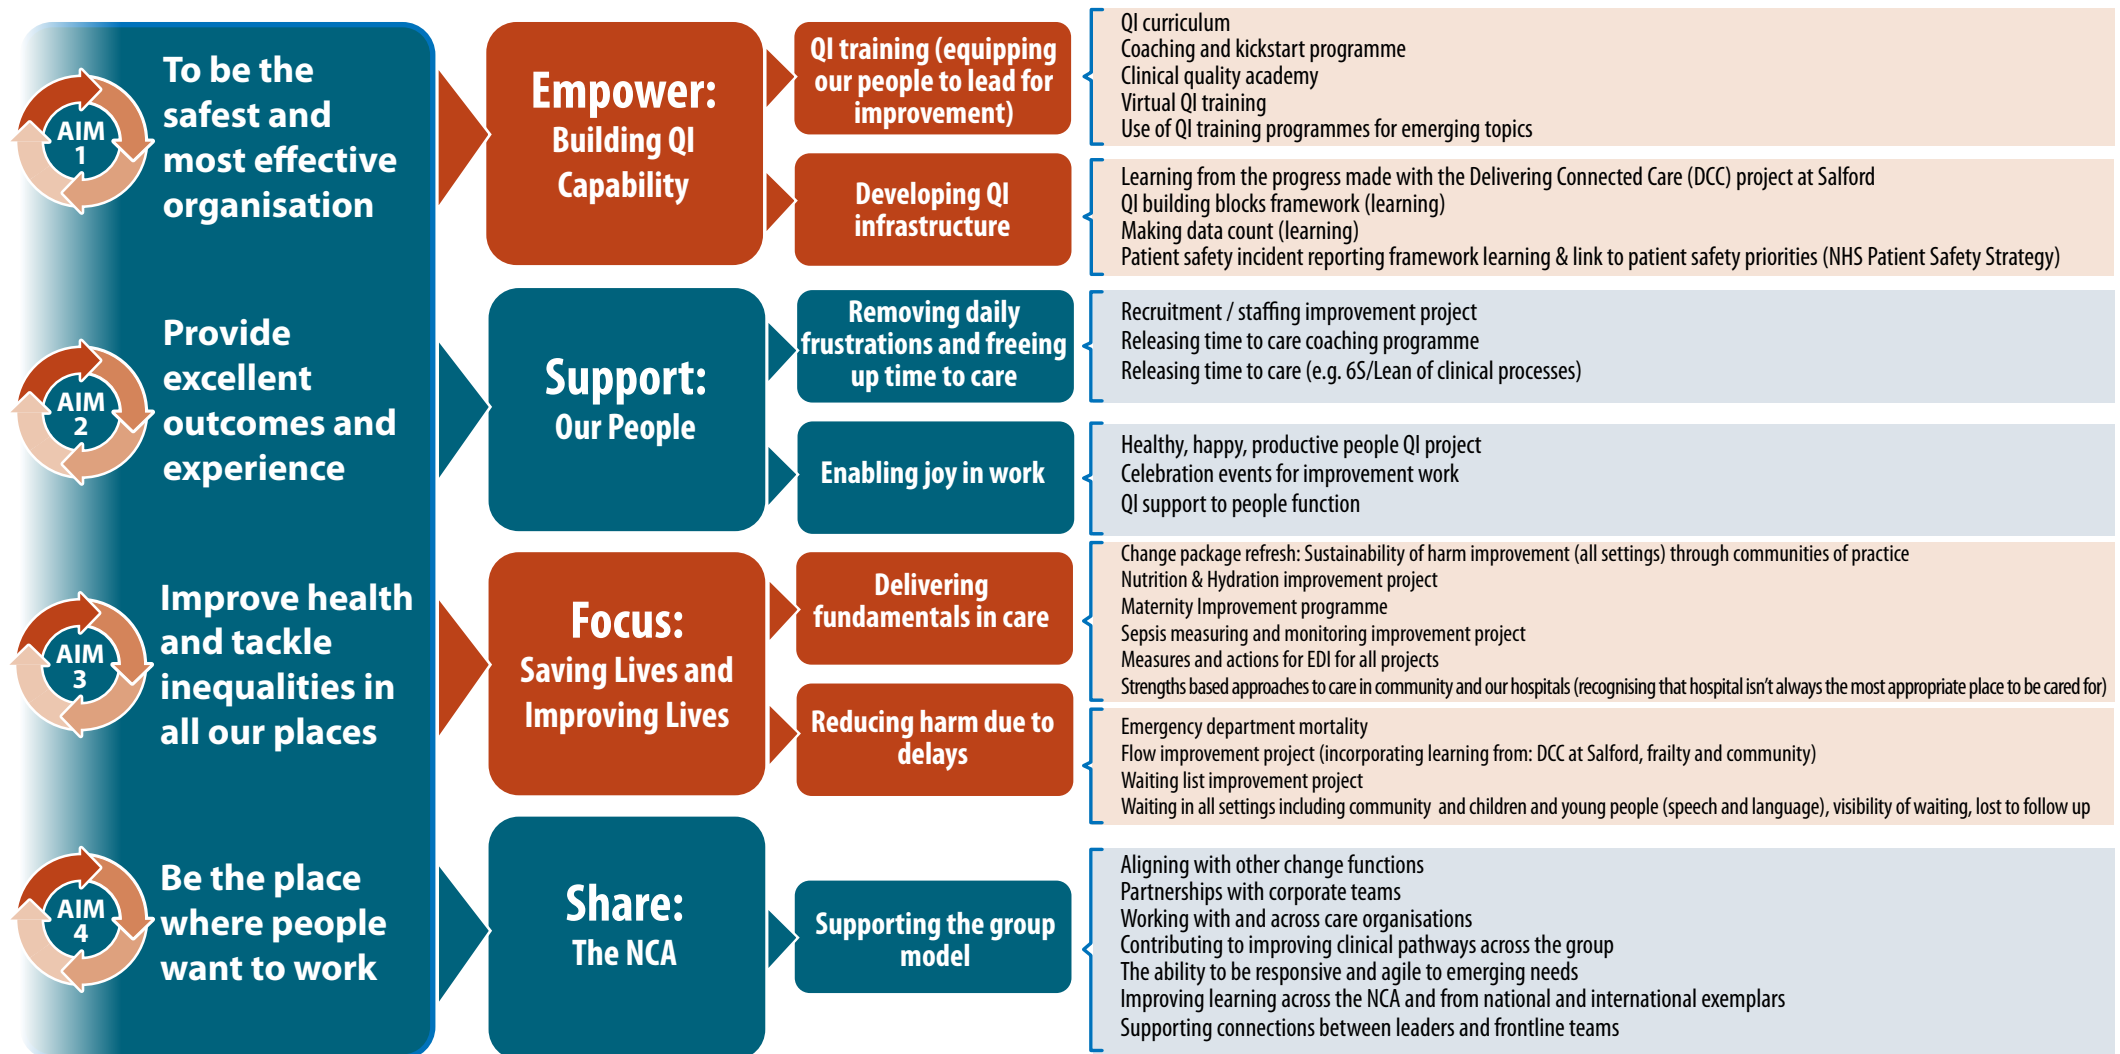 AIM
1
To be the
safest and
most effective
organisation
AIM
2
Provide
excellent
outcomes and
experience
AIM
3
Improve health
and tackle
inequalities in
all our places
AIM
4
Be the place
where people
want to work
Empower:
Building QI
Capability
QI training (equipping
our people to lead for
improvement)
QI curriculum
Coaching and kickstart programme
Clinical quality academy
Virtual QI training
Use of QI training programmes for emerging topics
Developing QI
infrastructure
Learning from the progress made with the Delivering Connected Care (DCC) project at Salford
QI building blocks framework (learning)
Making data count (learning)
Patient safety incident reporting framework learning & link to patient safety priorities (NHS Patient Safety Strategy)
Support:
Our People
Removing daily
frustrations and freeing
up time to care
Recruitment / staffing improvement project
Releasing time to care coaching programme
Releasing time to care (e.g. 6S/Lean of clinical processes)
Enabling joy in work
Healthy, happy, productive people QI project
Celebration events for improvement work
QI support to people function
Focus:
Saving Lives and
Improving Lives
Delivering
fundamentals in care
Change package refresh: Sustainability of harm improvement (all settings) through communities of practice
Nutrition & Hydration improvement project
Maternity Improvement programme
Sepsis measuring and monitoring improvement project
Measures and actions for EDI for all projects
Strengths based approaches to care in community and our hospitals (recognising that hospital isn't always the most appropriate place to be cared for)
Reducing harm due to
delays
Emergency department mortality
Flow improvement project (incorporating learning from: DCC at Salford, frailty and community)
Waiting list improvement project
Waiting in all settings including community and children and young people (speech and language), visibility of waiting, lost to follow up
Share:
The NCA
Supporting the group
model
Aligning with other change functions
Partnerships with corporate teams
Working with and across care organisations
Contributing to improving clinical pathways across the group
The ability to be responsive and agile to emerging needs
Improving learning across the NCA and from national and international exemplars
Supporting connections between leaders and frontline teams